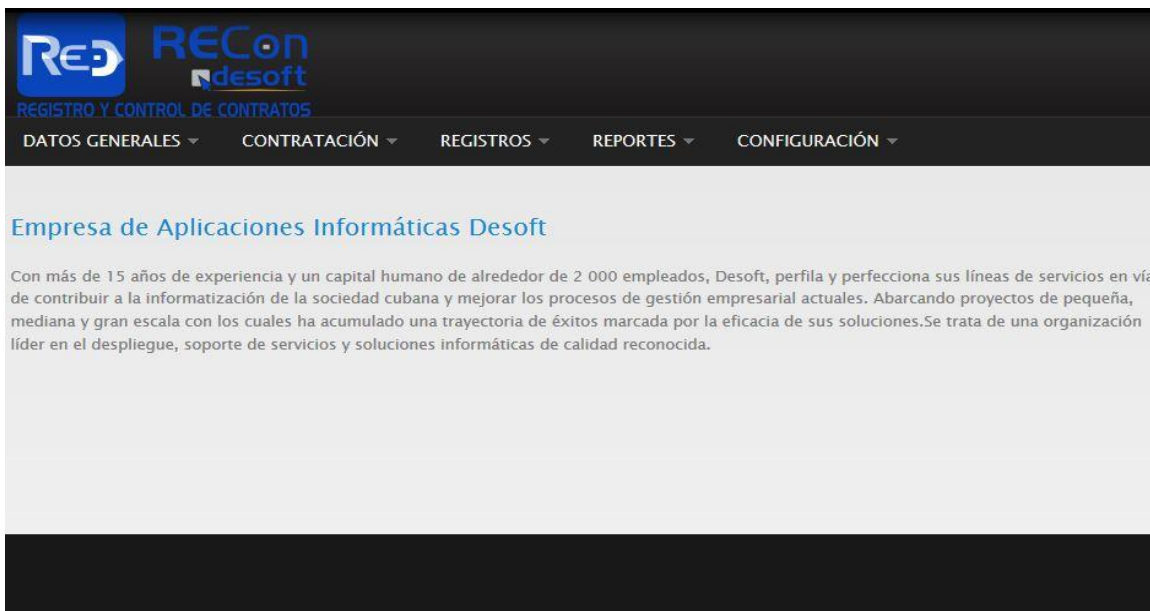 RED
RECon
desoft
REGISTRO Y CONTROL DE CONTRATOS
DATOS GENERALES CONTRATACIÓN REGISTROS REPORTES CONFIGURACIÓN
Empresa de Aplicaciones Informáticas Desoft
Con más de 15 años de experiencia y un capital humano de alrededor de 2 000 empleados, Desoft, perfila y perfecciona sus líneas de servicios en vía
de contribuir a la informatización de la sociedad cubana y mejorar los procesos de gestión empresarial actuales. Abarcando proyectos de pequeña,
mediana y gran escala con los cuales ha acumulado una trayectoria de éxitos marcada por la eficacia de sus soluciones.Se trata de una organización
líder en el despliegue, soporte de servicios y soluciones informáticas de calidad reconocida.